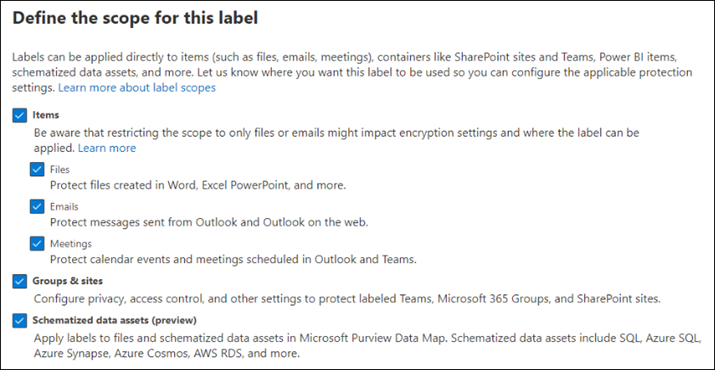 Define the scope for this label
Labels can be applied directly to items (such as files, emails, meetings), containers like SharePoint sites and Teams, Power BI items,
schematized data assets, and more. Let us know where you want this label to be used so you can configure the applicable protection
settings. Learn more about label scopes
Items
Be aware that restricting the scope to only files or emails might impact encryption settings and where the label can be
applied. Learn more
Files
Protect files created in Word, Excel PowerPoint, and more.
Emails
Protect messages sent from Outlook and Outlook on the web.
Meetings
Protect calendar events and meetings scheduled in Outlook and Teams.
Groups & sites
Configure privacy, access control, and other settings to protect labeled Teams, Microsoft 365 Groups, and SharePoint sites.
Schematized data assets (preview)
Apply labels to files and schematized data assets in Microsoft Purview Data Map. Schematized data assets include SQL, Azure SQL,
Azure Synapse, Azure Cosmos, AWS RDS, and more.